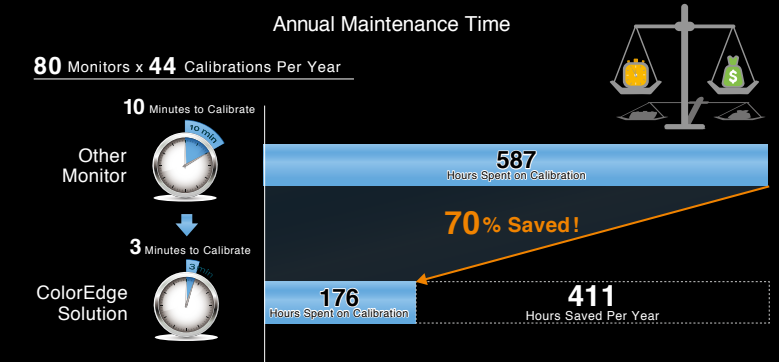 Annual Maintenance Time
80 Monitors x 44 Calibrations Per Year
10 Minutes to Calibrate
10 min
Other
Monitor
587
Hours Spent on Calibration
70% Saved!
3 Minutes to Calibrate
3 min
ColorEdge
Solution
176
Hours Spent on Calibration
411
Hours Saved Per Year
$